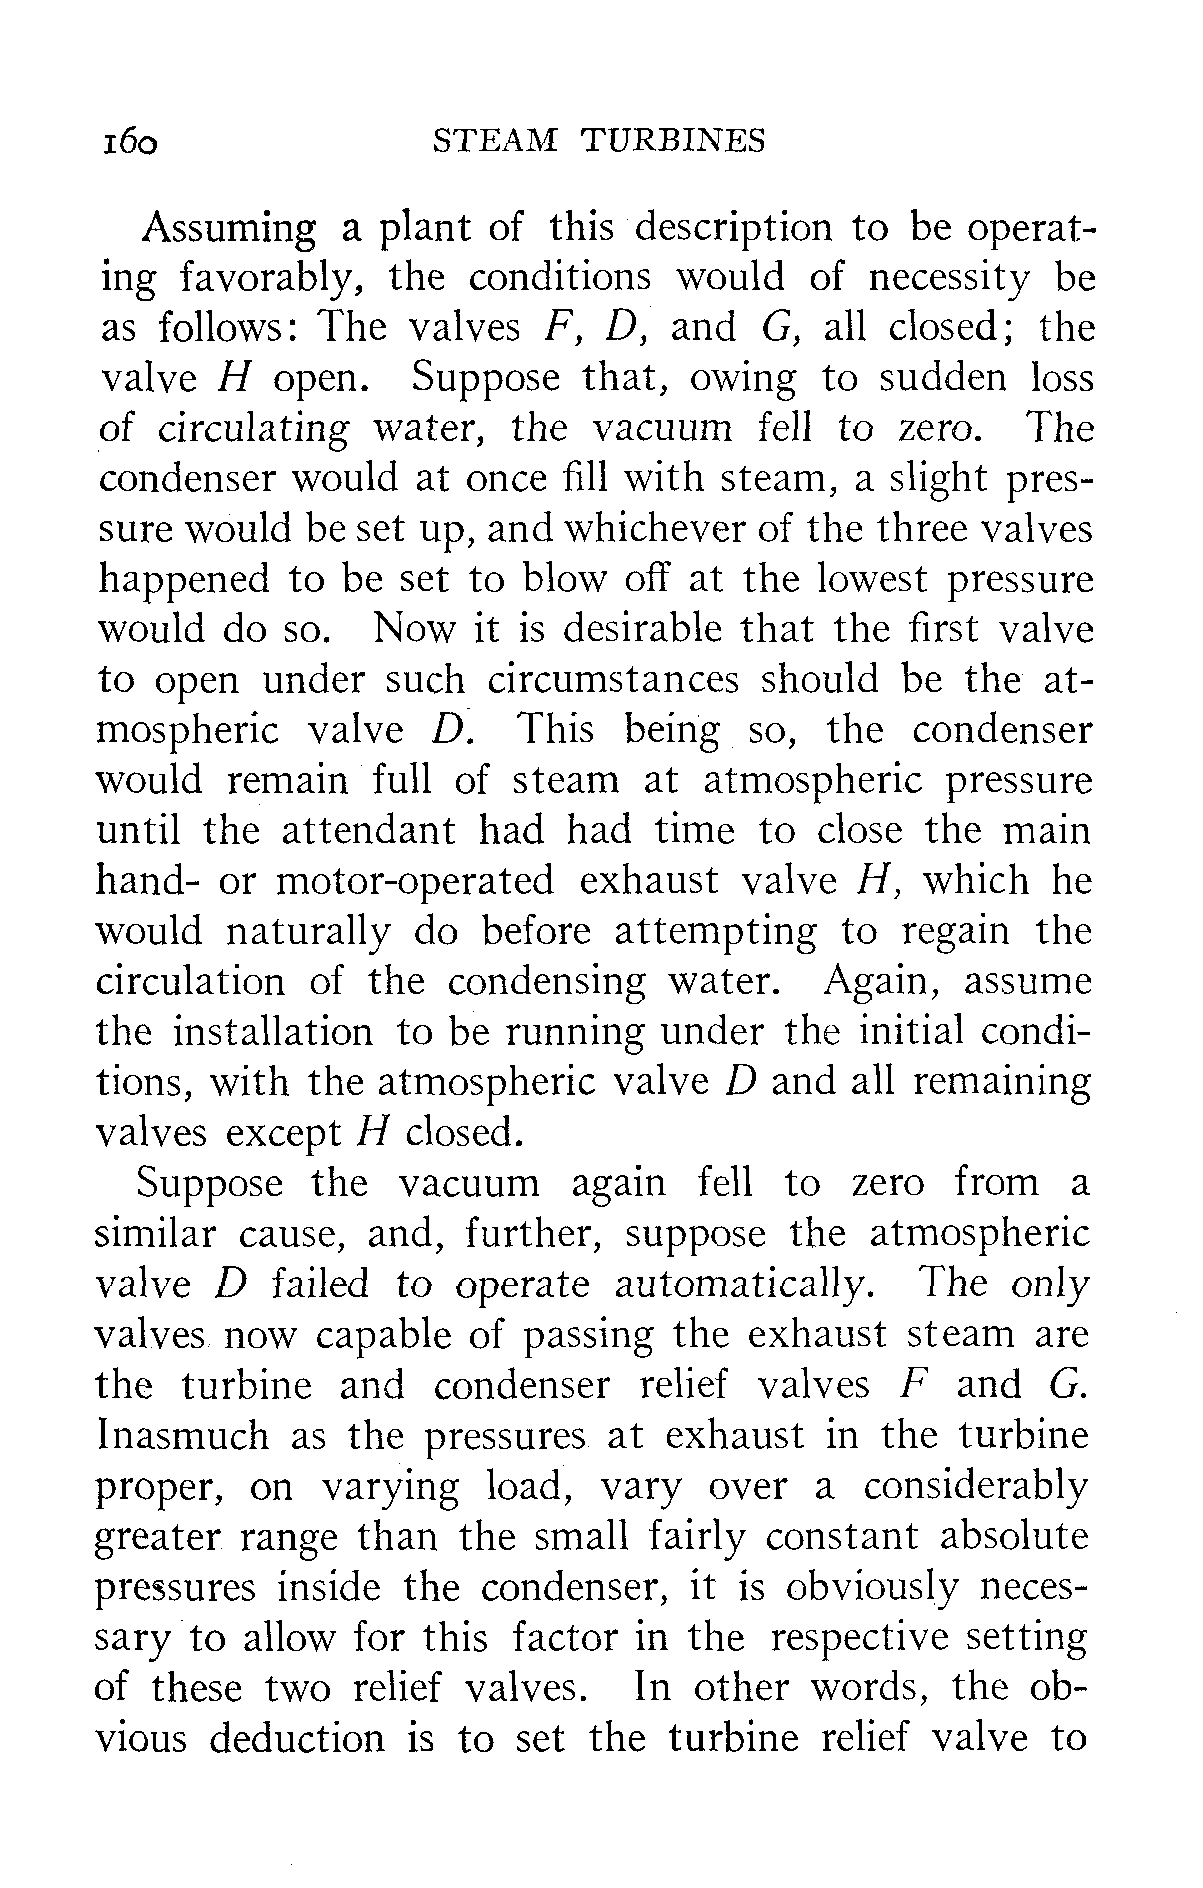 160 STEAM TURBINES
Assuming a plant of this description to be operat-
ing favorably, the conditions would of necessity be
as follows: The valves F, D, and G, all closed; the
valve H open. Suppose that, owing to sudden loss
of circulating water, the vacuum fell to zero. The
condenser would at once fill with steam, a slight pres-
sure would be set up, and whichever of the three valves
happened to be set to blow off at the lowest pressure
would do so. Now it is desirable that the first valve
to open under such circumstances should be the at-
mospheric valve D. This being so, the condenser
would remain full of steam at atmospheric pressure
until the attendant had had time to close the main
hand- or motor-operated exhaust valve H, which he
would naturally do before attempting to regain the
circulation of the condensing water. Again, assume
the installation to be running under the initial condi-
tions, with the atmospheric valve D and all remaining
valves except H closed.
Suppose the vacuum again fell to zero from a
similar cause, and, further, suppose the atmospheric
valve D failed to operate automatically. The only
valves now capable of passing the exhaust steam are
the turbine and condenser relief valves F and G.
Inasmuch as the pressures at exhaust in the turbine
proper, on varying load, vary over a considerably
greater range than the small fairly constant absolute
pressures inside the condenser, it is obviously neces-
sary to allow for this factor in the respective setting
of these two relief valves. In other words, the ob-
vious deduction is to set the turbine relief valve to